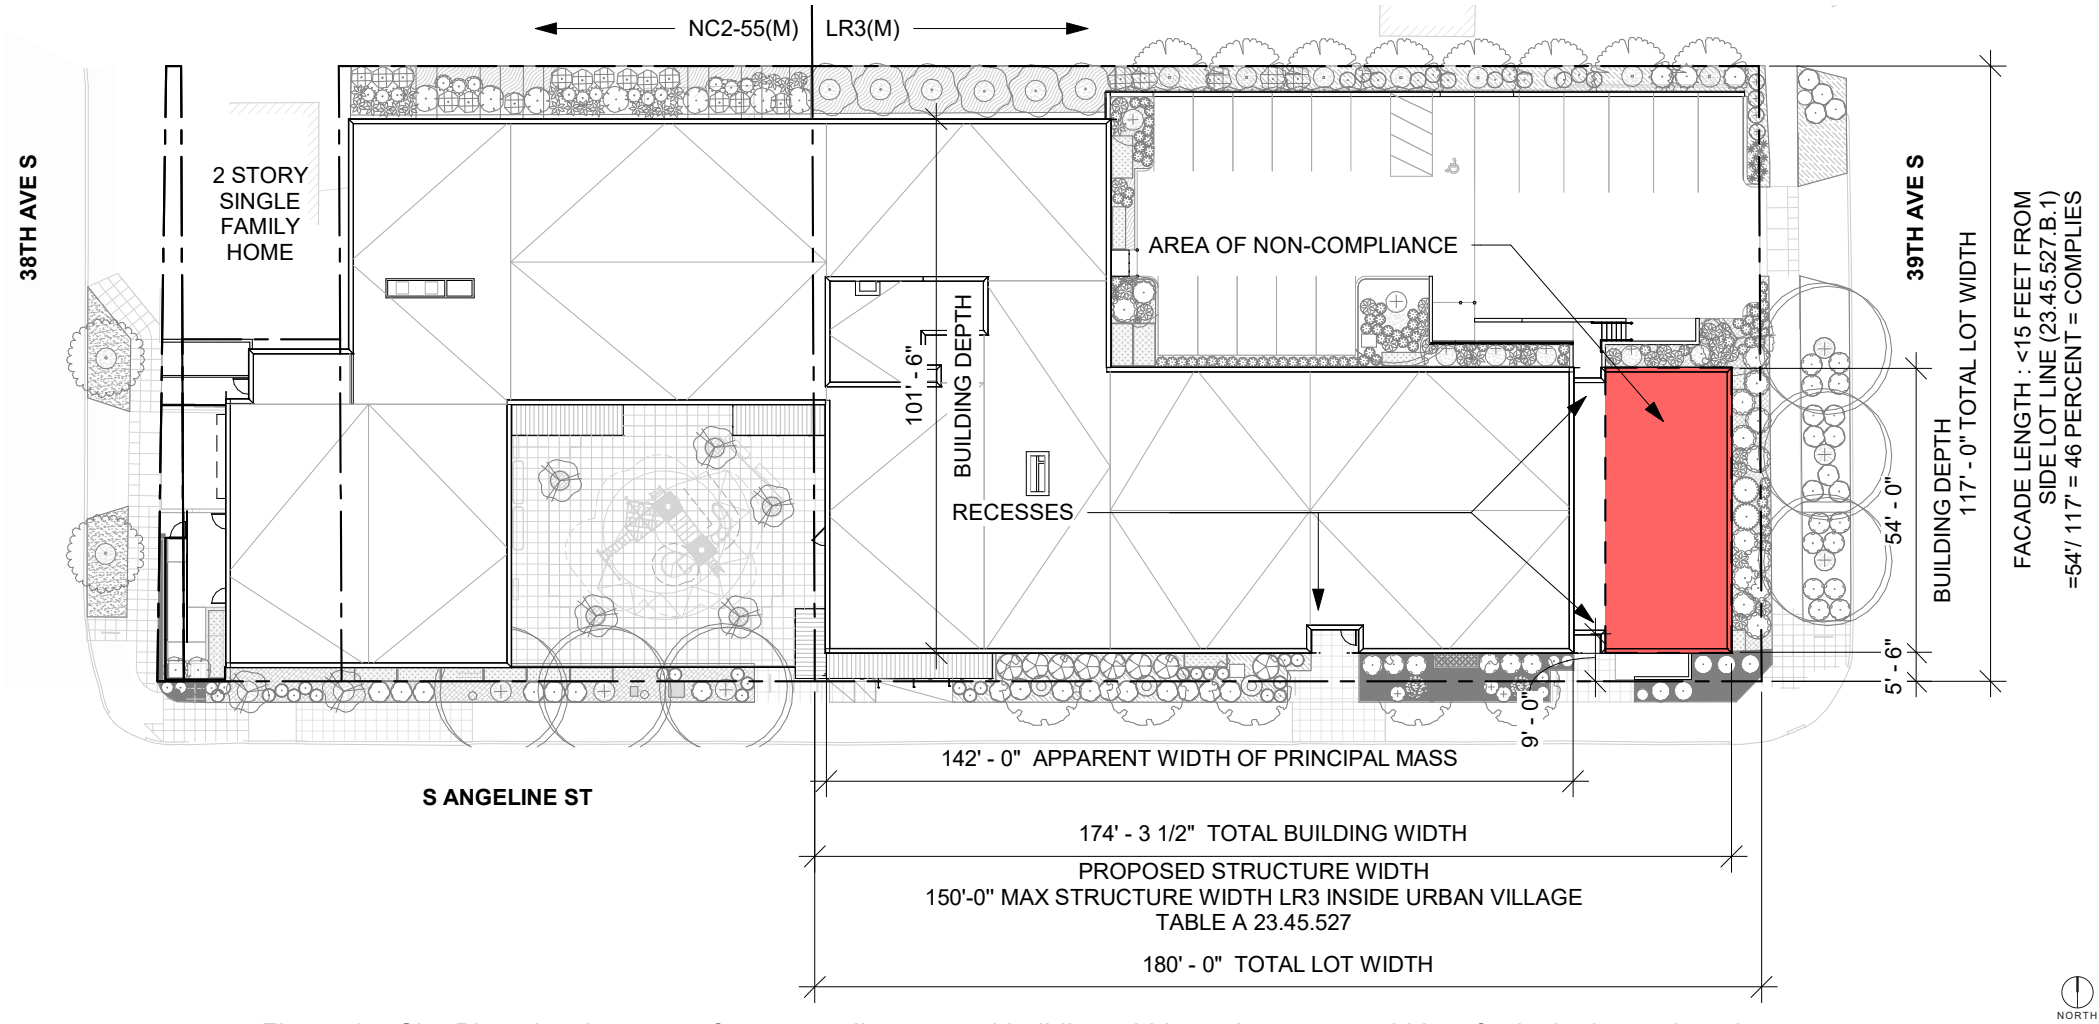 NC2-55(M)
LR3(M)
38TH AVE S
2 STORY
SINGLE
FAMILY
HOME
AREA OF NON-COMPLIANCE
BUILDING DEPTH
101' - 6"
RECESSES
39TH AVE S
117' - 0" TOTAL LOT WIDTH
BUILDING DEPTH
54' - 0"
5' - 6"
9' - 0"
FACADE LENGTH : <15 FEET FROM
SIDE LOT LINE (23.45.527.B.1)
=54'/ 117' = 46 PERCENT = COMPLIES
142' - 0" APPARENT WIDTH OF PRINCIPAL MASS
S ANGELINE ST
174' - 3 1/2" TOTAL BUILDING WIDTH
PROPOSED STRUCTURE WIDTH
150'-0" MAX STRUCTURE WIDTH LR3 INSIDE URBAN VILLAGE
TABLE A 23.45.527
180' - 0" TOTAL LOT WIDTH
NORTH